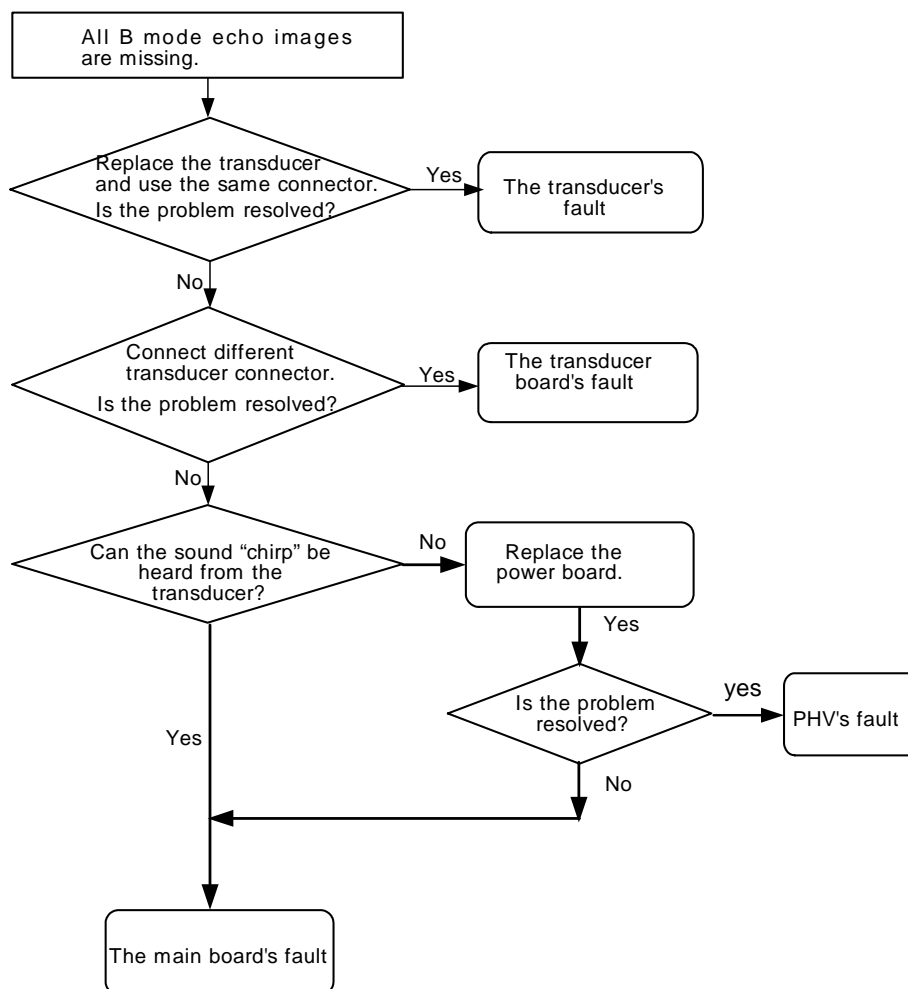 All B mode echo images
are missing.
Replace the transducer
and use the same connector.
Is the problem resolved?
Yes
The transducer's
fault
No
Connect different
transducer connector.
Is the problem resolved?
Yes
The transducer
board's fault
No
Can the sound “chirp” be
heard from the
transducer?
No
Replace the
power board.
Yes
Is the problem
resolved?
yes
PHV's fault
Yes
No
The main board's fault